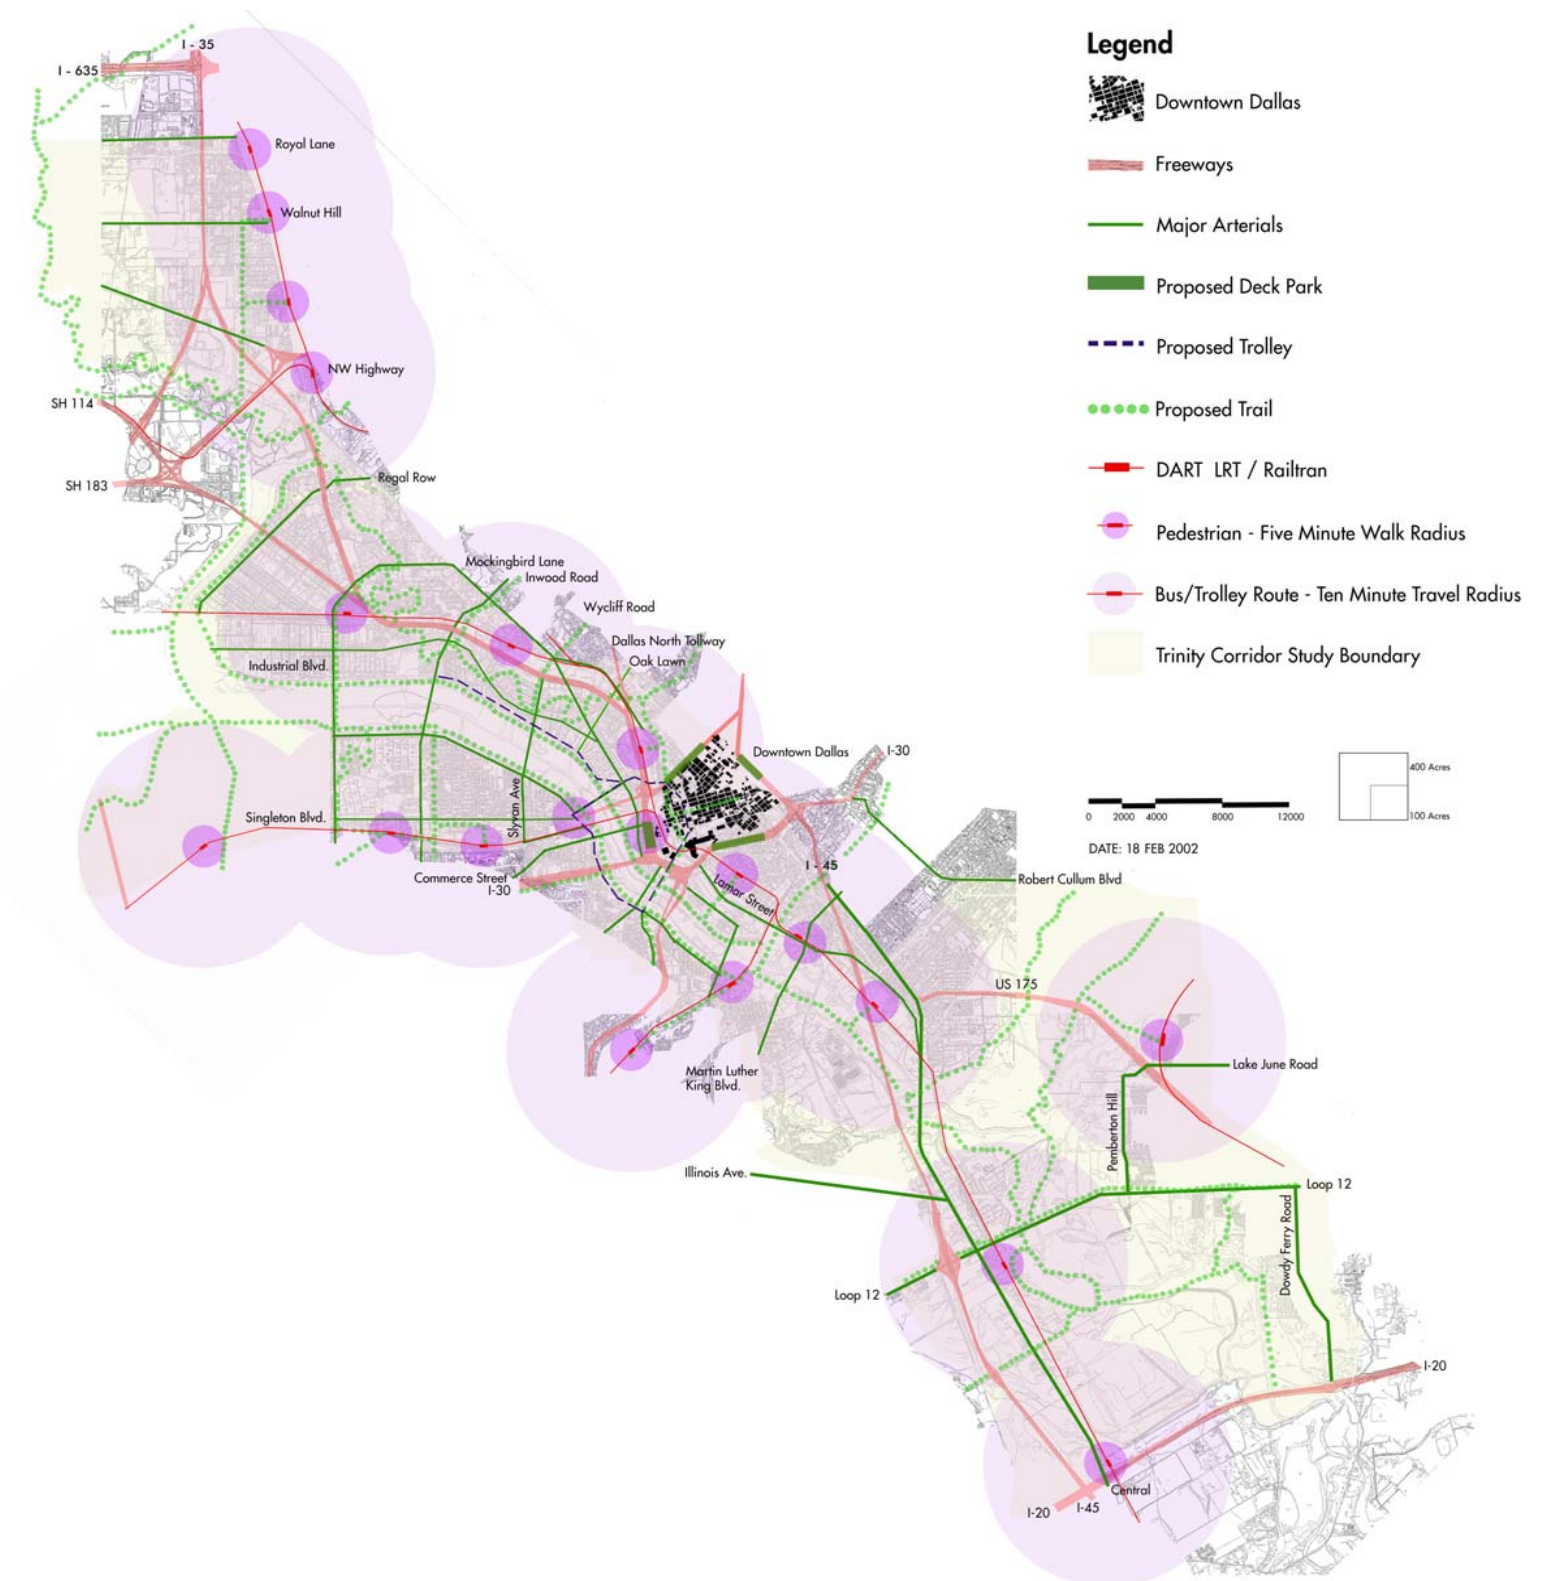 Legend
Downtown Dallas
Freeways
Major Arterials
Proposed Deck Park
Proposed Trolley
Proposed Trail
DART LRT / Railtran
Pedestrian - Five Minute Walk Radius
Bus/Trolley Route - Ten Minute Travel Radius
Trinity Corridor Study Boundary
400 Acres
100 Acres
0 2000 4000 8000 12000
DATE: 18 FEB 2002
I - 35
I - 635
Royal Lane
Walnut Hill
NW Highway
SH 114
SH 183
Regal Row
Mockingbird Lane
Inwood Road
Wycliff Road
Dallas North Tollway
Oak Lawn
Industrial Blvd.
Downtown Dallas
I-30
Slyvan Ave
Singleton Blvd.
Commerce Street
I-30
Lamar Street
I - 45
Robert Cullum Blvd
US 175
Martin Luther
King Blvd.
Lake June Road
Pemberton Hill
Illinois Ave.
Loop 12
Dowdy Ferry Road
Loop 12
I-20
Central
I-20
I-45